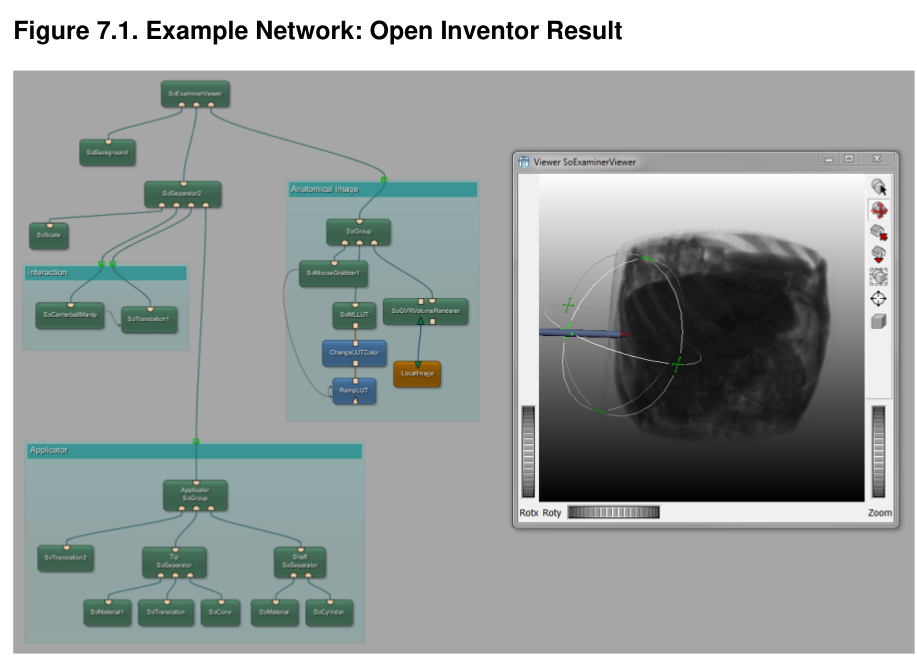 Figure 7.1. Example Network: Open Inventor Result
SoExaminerViewer
SoBackground
SoSeparator2
SoScale
Interaction
SoCenterballManip
SoTranslation1
Anatomical Image
SoGroup
SoMouseGrabber1
SoMLLUT
SoGVRVolumeRenderer
ChangeLUTColor
LocalImage
RampLUT
Viewer SoExaminerViewer
Rotx Roty
Zoom
Applicator
Applicator
SoGroup
SoTranslation2
Tip
SoSeparator
Shaft
SoSeparator
SoMaterial1
SoTranslation
SoCone
SoMaterial
SoCylinder